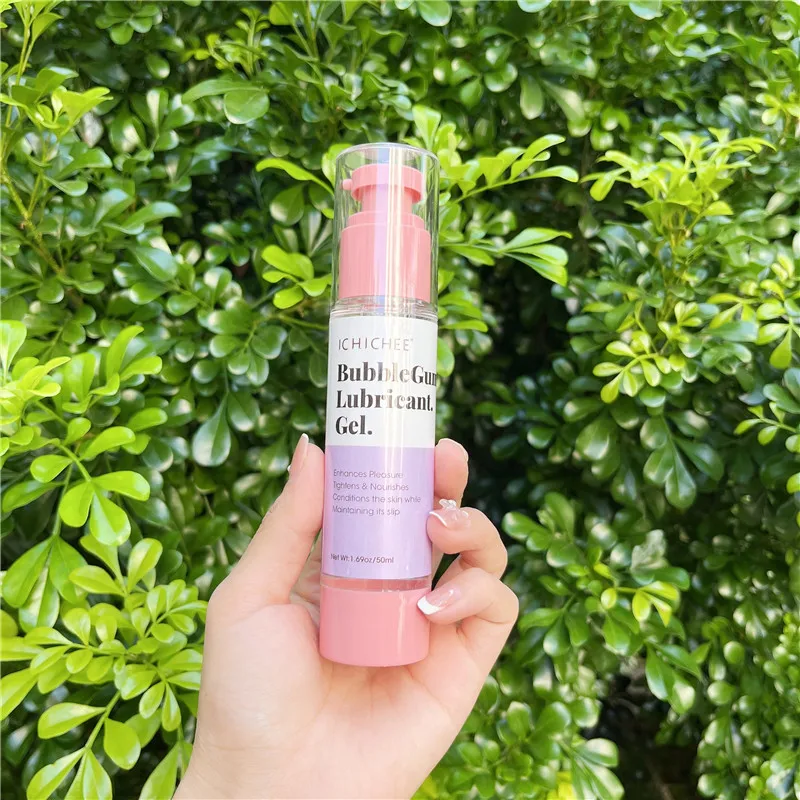 ICHICHEE
BubbleGum
Lubricant.
Gel.
Enhances Pleasure
Tightens & Nourishes
Conditions the skin while
Maintaining its slip
Net Wt:1.69oz/50ml